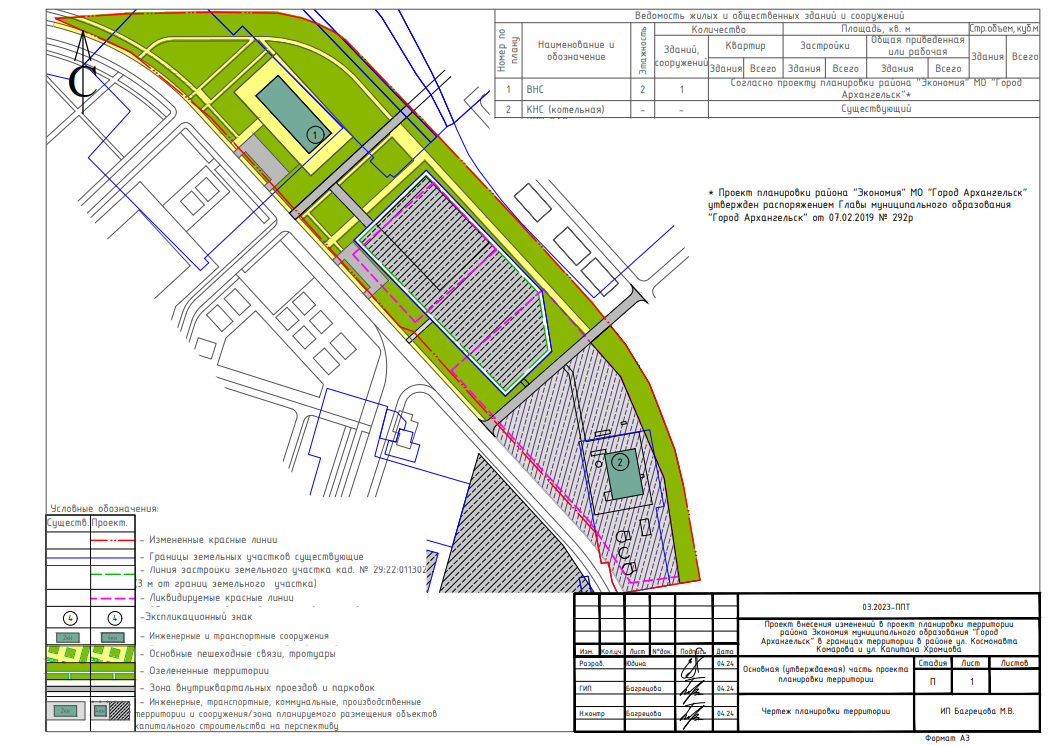 Ведомость жилых и общественных зданий и сооружений
Номер по плану
Наименование и обозначение
Этажность
Количество
Площадь, кв. м
Стр.объем, куб.м
Зданий, сооружений
Квартир
Застройки
Общая приведенная или рабочая
Здания
Всего
Здания
Всего
Здания
Всего
Здания
Всего
1 ВНС 2 1 Согласно проекту планировки района "Экономия" МО "Город Архангельск"*
2 КНС (котельная) - - Существующий
* Проект планировки района "Экономия" МО "Город Архангельск"
утвержден распоряжением Главы муниципального образования
"Город Архангельск" от 07.02.2019 № 292р
С
1
2
Условные обозначения:
Существ. Проект.
- Измененные красные линии
- Границы земельных участков существующие
- Линия застройки земельного участка кад. № 29:22:011302
(3 м от границ земельного участка)
- Ликвидируемые красные линии
4 4 -Экспликационный знак
- Инженерные и транспортные сооружения
- Основные пешеходные связи, тротуары
- Озелененные территории
- Зона внутриквартальных проездов и парковок
- Инженерные, транспортные, коммунальные, производственные
территории и сооружения/зона планируемого размещения объектов
капитального строительства на перспективу
03.2023-ППТ
Проект внесения изменений в проект планировки территории
района Экономия муниципального образования "Город
Архангельск" в границах территории в районе ул. Космонавта
Комарова и ул. Капитана Хромцова
Изм. Кол.уч. Лист №док. Подпись Дата
Разраб. Юдина 04.24
ГИП Багрецова 04.24
Н.контр Багрецова 04.24
Основная (утверждаемая) часть проекта
планировки территории
Стадия Лист Листов
П 1
Чертеж планировки территории
ИП Багрецова М.В.
Формат А3